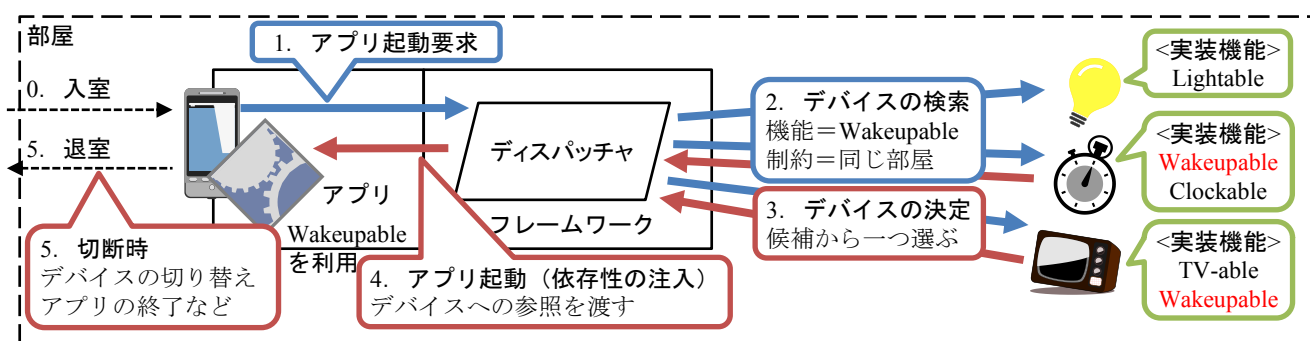 部屋
1. アプリ起動要求
0. 入室
5. 退室
ディスパッチャ
アプリ
フレームワーク
Wakeupable
を利用
2. デバイスの検索
機能＝Wakeupable
制約＝同じ部屋
3. デバイスの決定
候補から一つ選ぶ
4. アプリ起動（依存性の注入）
デバイスへの参照を渡す
5. 切断時
デバイスの切り替え
アプリの終了など
<実装機能>
Lightable
<実装機能>
Wakeupable
Clockable
<実装機能>
TV-able
Wakeupable